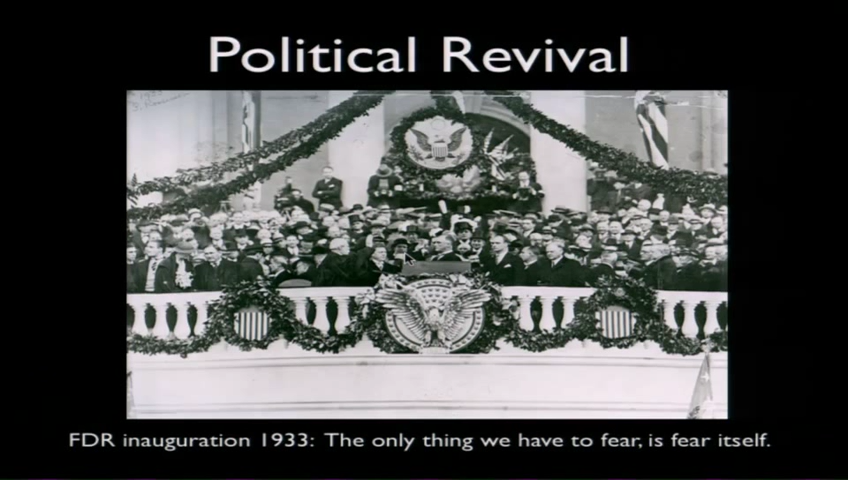 Political Revival
FDR inauguration 1933: The only thing we have to fear, is fear itself.